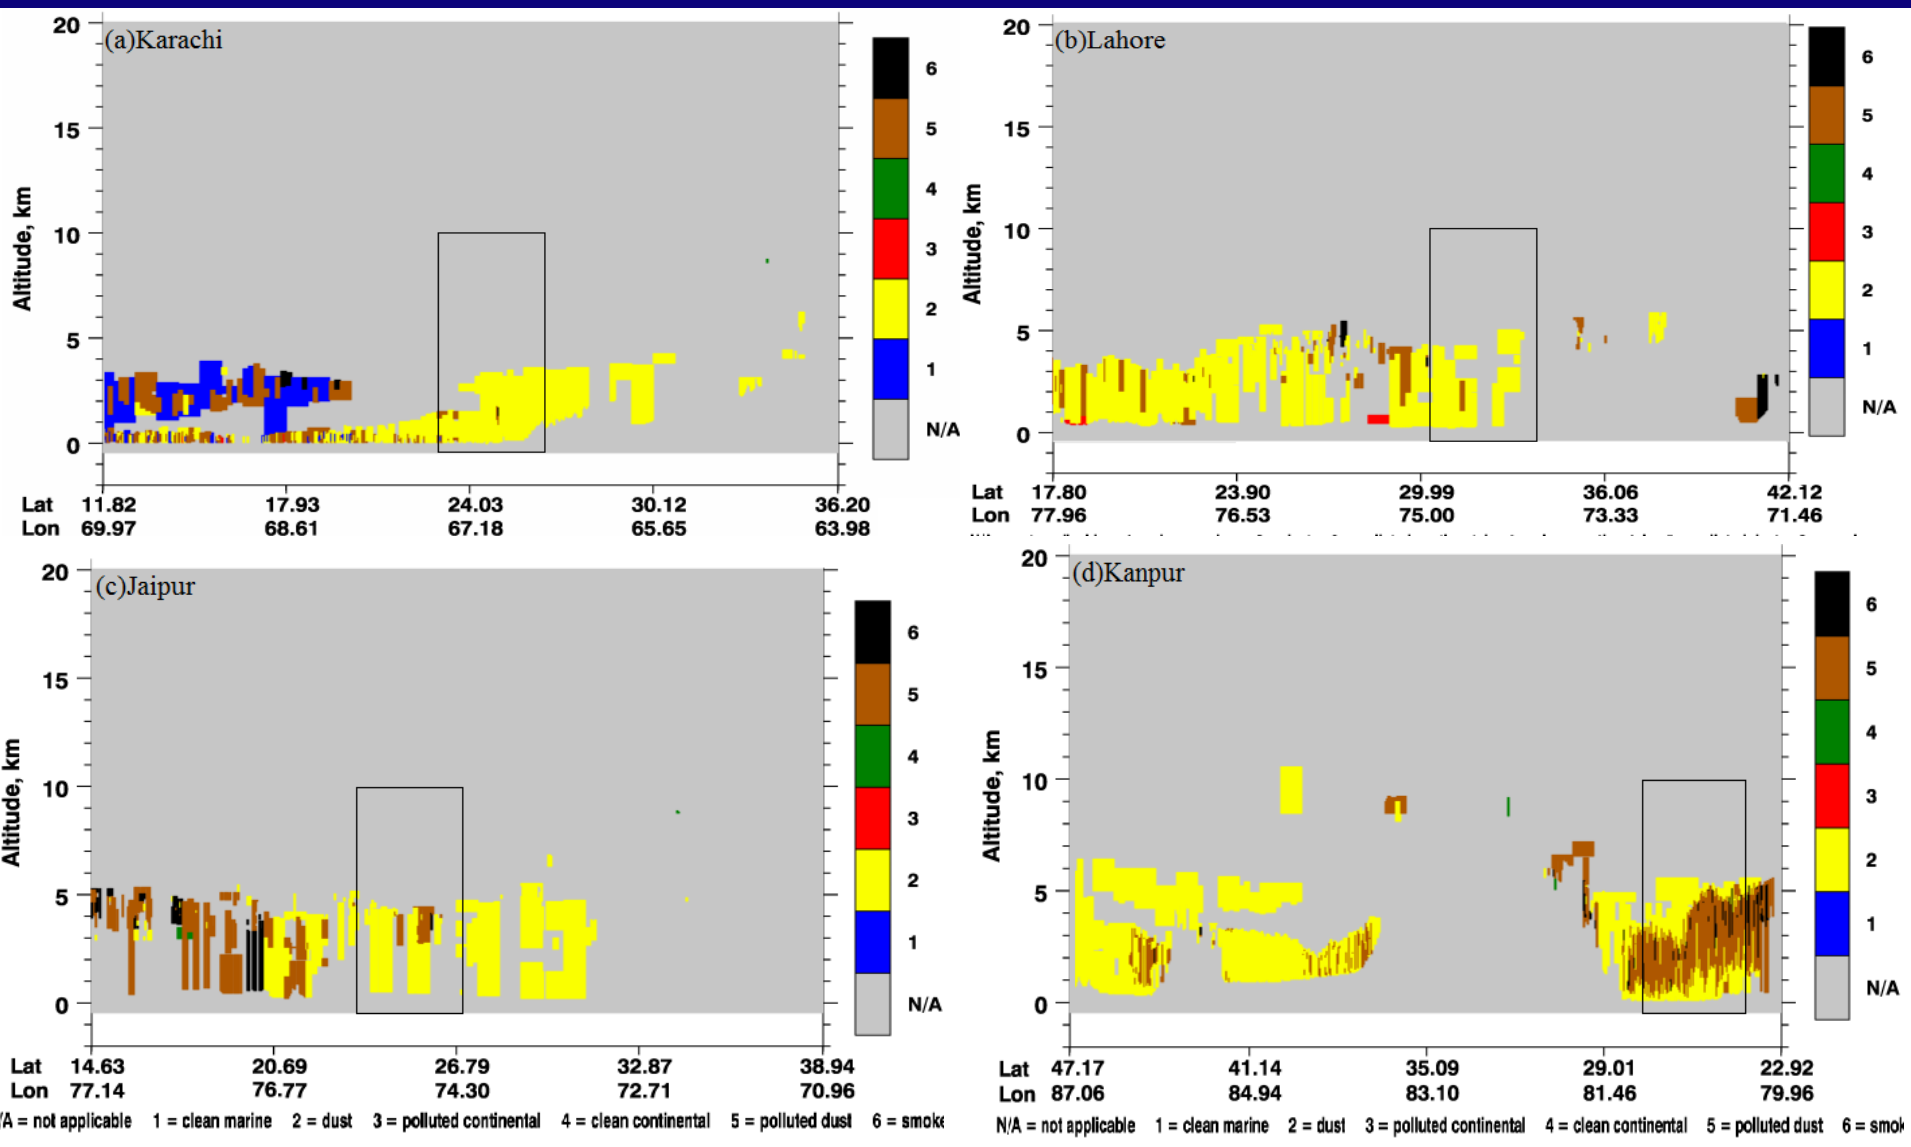 (a)Karachi
20
15
10
5
0
Altitude, km
6
5
4
3
2
1
N/A
Lat 11.82 17.93 24.03 30.12 36.20
Lon 69.97 68.61 67.18 65.65 63.98
(b)Lahore
20
15
10
5
0
Altitude, km
6
5
4
3
2
1
N/A
Lat 17.80 23.90 29.99 36.06 42.12
Lon 77.96 76.53 75.00 73.33 71.46
(c)Jaipur
20
15
10
5
0
Altitude, km
6
5
4
3
2
1
N/A
Lat 14.63 20.69 26.79 32.87 38.94
Lon 77.14 76.77 74.30 72.71 70.96
/A = not applicable 1 = clean marine 2 = dust 3 = polluted continental 4 = clean continental 5 = polluted dust 6 = smoke
(d)Kanpur
20
15
10
5
0
Altitude, km
6
5
4
3
2
1
N/A
Lat 47.17 41.14 35.09 29.01 22.92
Lon 87.06 84.94 83.10 81.46 79.96
N/A = not applicable 1 = clean marine 2 = dust 3 = polluted continental 4 = clean continental 5 = polluted dust 6 = smok